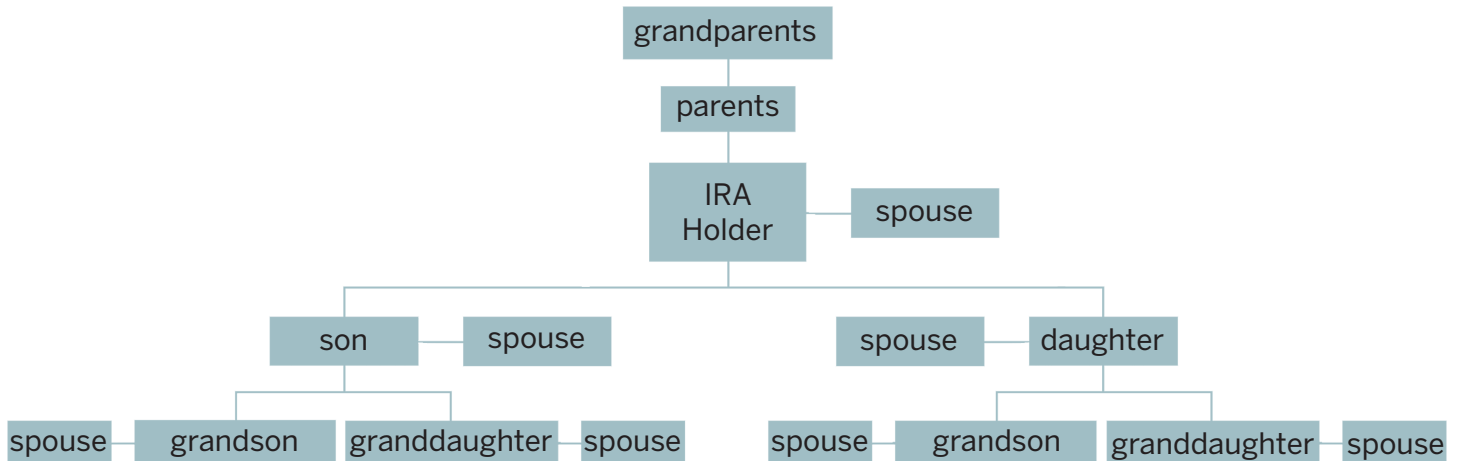 grandparents
parents
IRA
Holder
spouse
son
spouse
spouse
daughter
spouse
grandson
granddaughter
spouse
spouse
grandson
granddaughter
spouse